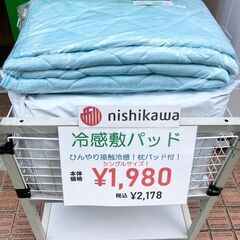 nishikawa
冷感敷パッド
ひんやり接触冷感！枕パッド付！
シングルサイズ！
本体価格 ¥1,980
税込 ¥2,178